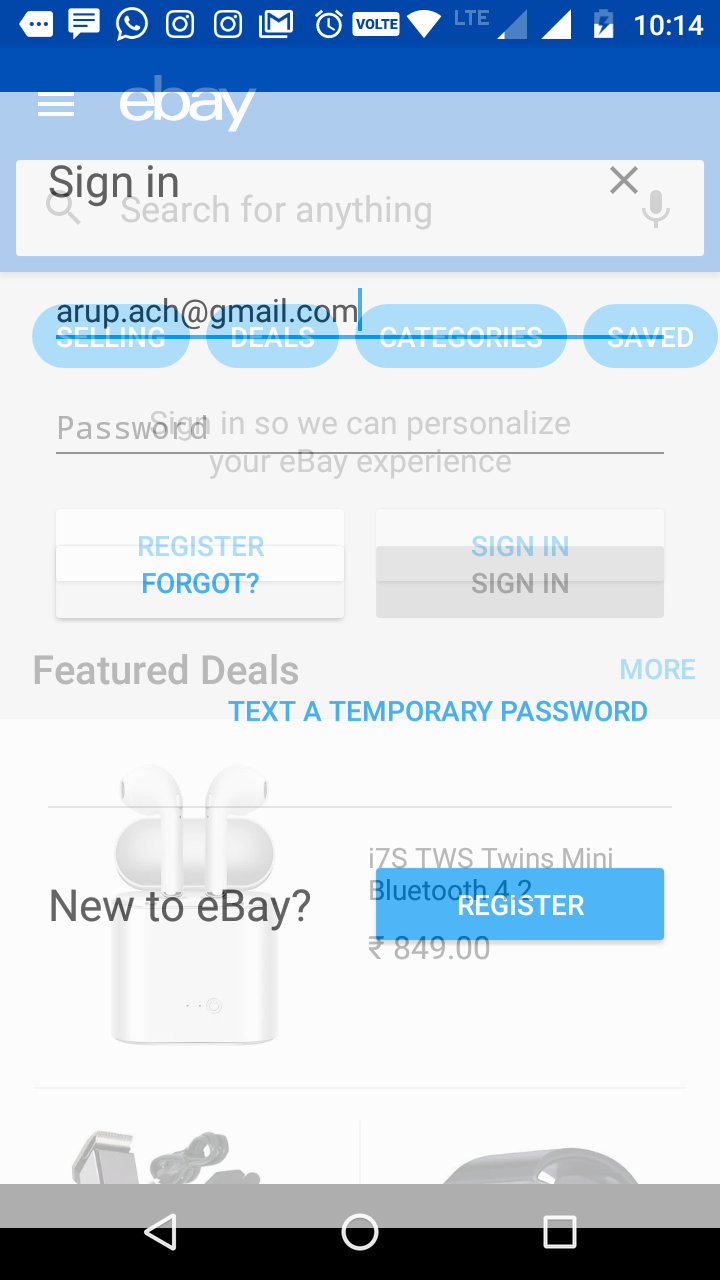 VOLTE LTE 10:14
ebay
Sign in
Search for anything
arup.ach@gmail.com
SELLING DEALS CATEGORIES SAVED
Password
Sign in so we can personalize
your eBay experience
REGISTER SIGN IN
FORGOT? SIGN IN
Featured Deals MORE
TEXT A TEMPORARY PASSWORD
i7S TWS Twins Mini
Bluetooth 4.2
New to eBay? REGISTER
₹ 849.00